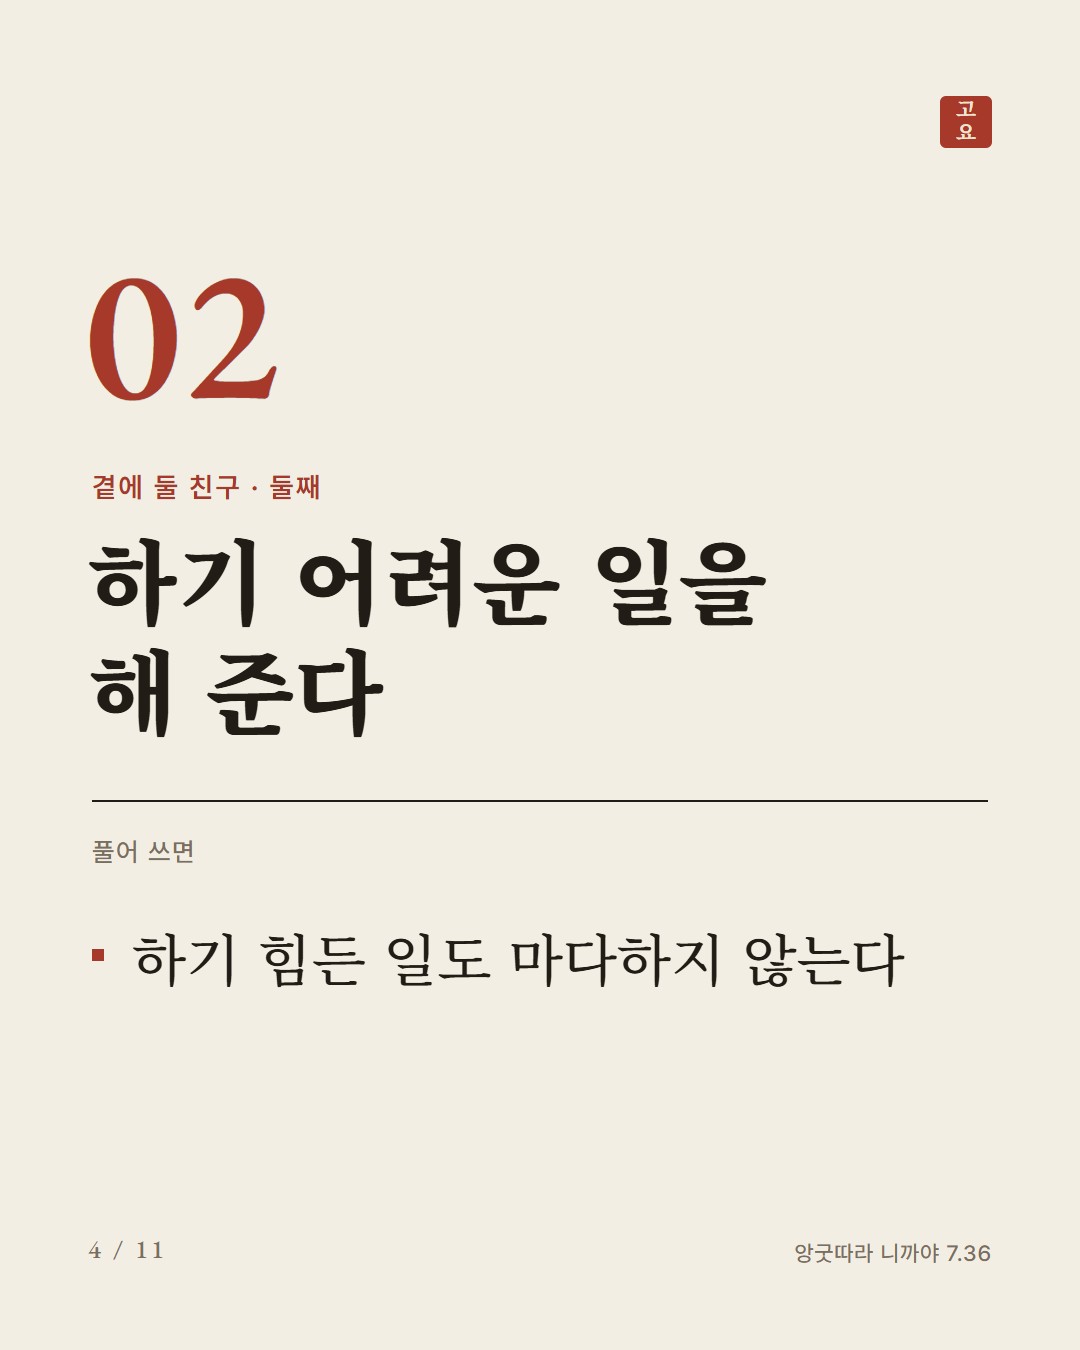 고
요
02
곁에 둘 친구 · 둘째
하기 어려운 일을
해 준다
풀어 쓰면
하기 힘든 일도 마다하지 않는다
4 / 11
앙굿따라 니까야 7.36